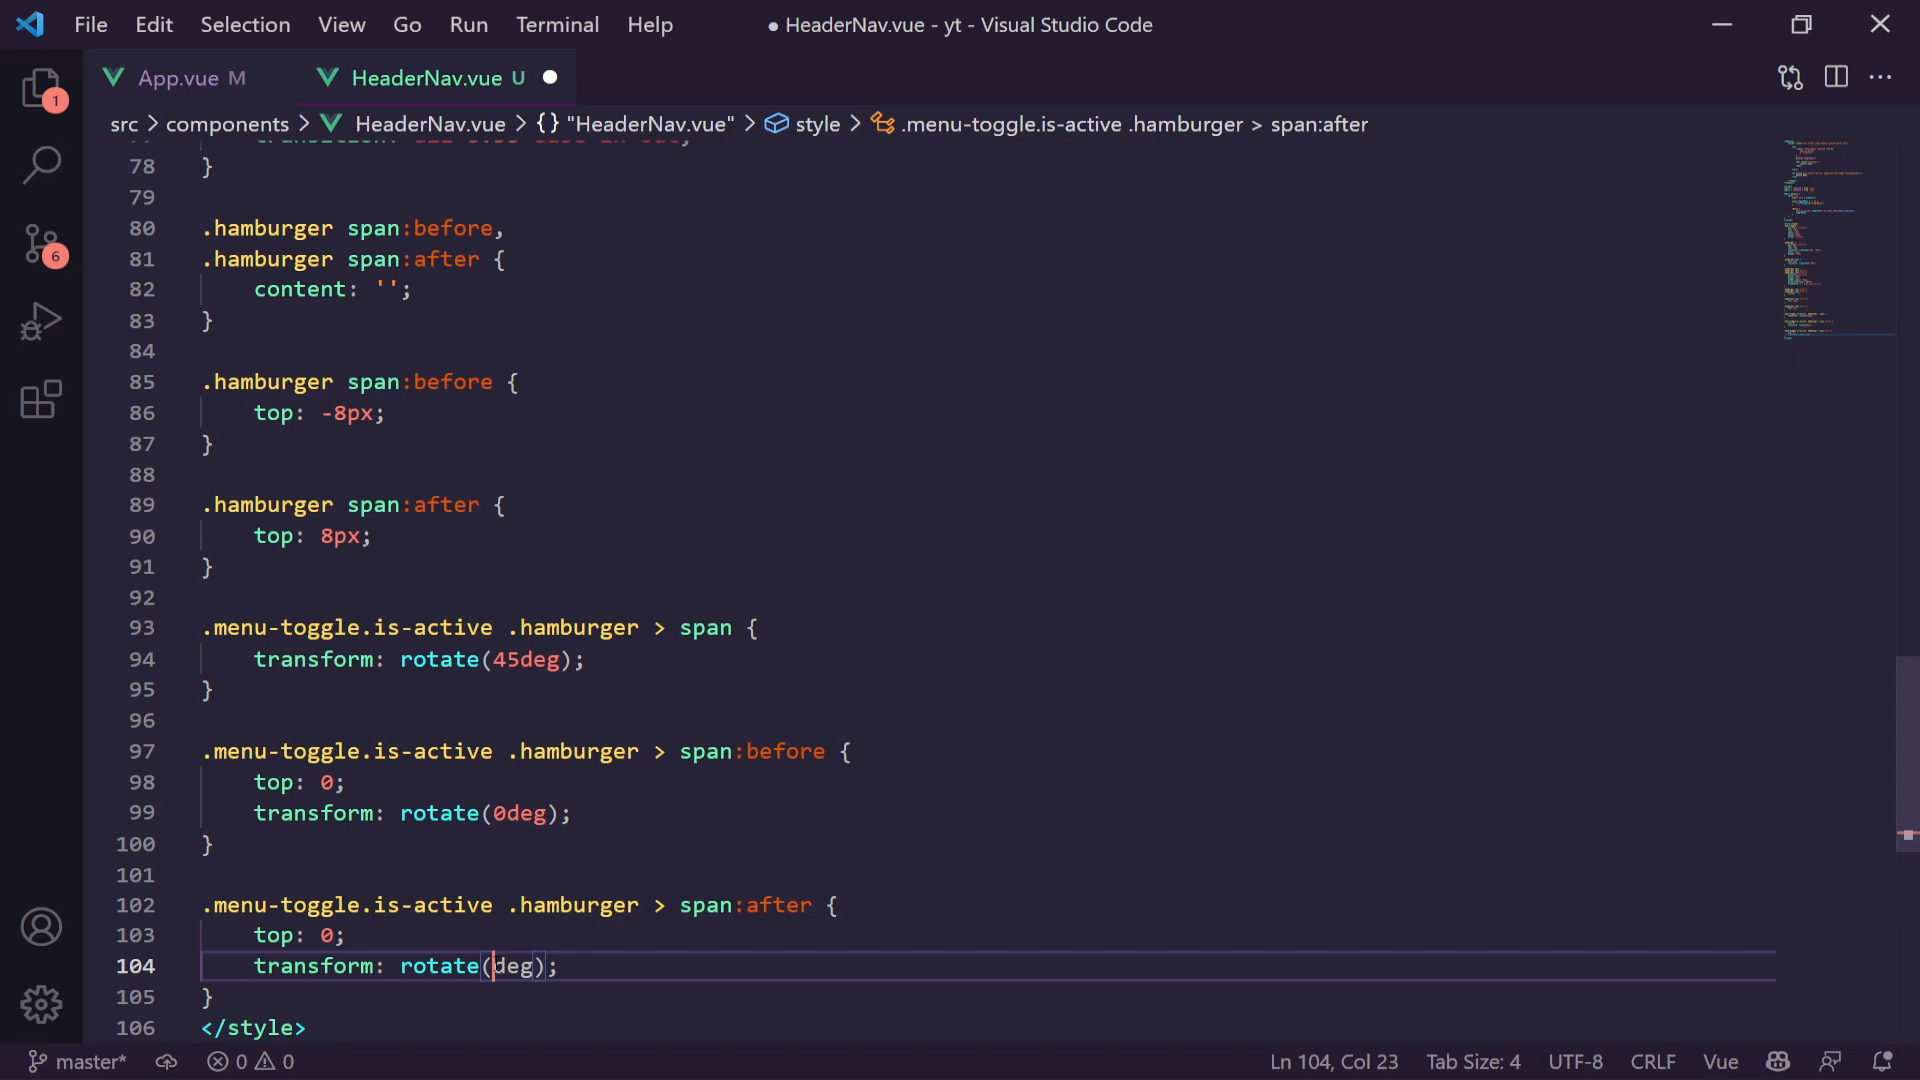 File Edit Selection View Go Run Terminal Help
● HeaderNav.vue - yt - Visual Studio Code
App.vue M
HeaderNav.vue U
src > components > HeaderNav.vue > {} "HeaderNav.vue" > style > .menu-toggle.is-active .hamburger > span:after
1
6
78 }
79
80 .hamburger span:before,
81 .hamburger span:after {
82 content: '';
83 }
84
85 .hamburger span:before {
86 top: -8px;
87 }
88
89 .hamburger span:after {
90 top: 8px;
91 }
92
93 .menu-toggle.is-active .hamburger > span {
94 transform: rotate(45deg);
95 }
96
97 .menu-toggle.is-active .hamburger > span:before {
98 top: 0;
99 transform: rotate(0deg);
100 }
101
102 .menu-toggle.is-active .hamburger > span:after {
103 top: 0;
104 transform: rotate(deg);
105 }
106 </style>
master* 0 0 Ln 104, Col 23 Tab Size: 4 UTF-8 CRLF Vue